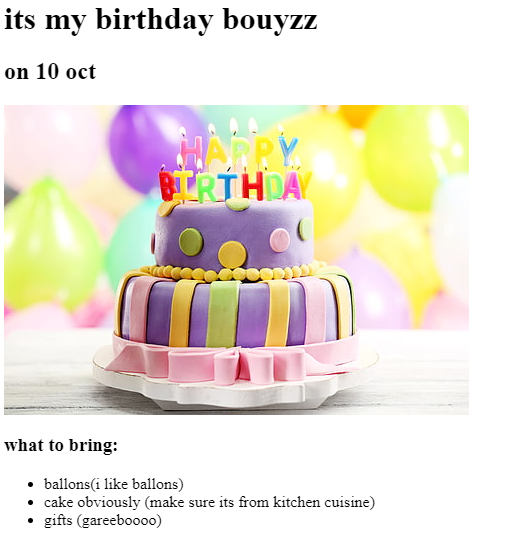 its my birthday bouyzz
on 10 oct
HAPPY
BIRTHDAY
what to bring:
ballons(i like ballons)
cake obviously (make sure its from kitchen cuisine)
gifts (gareeboooo)